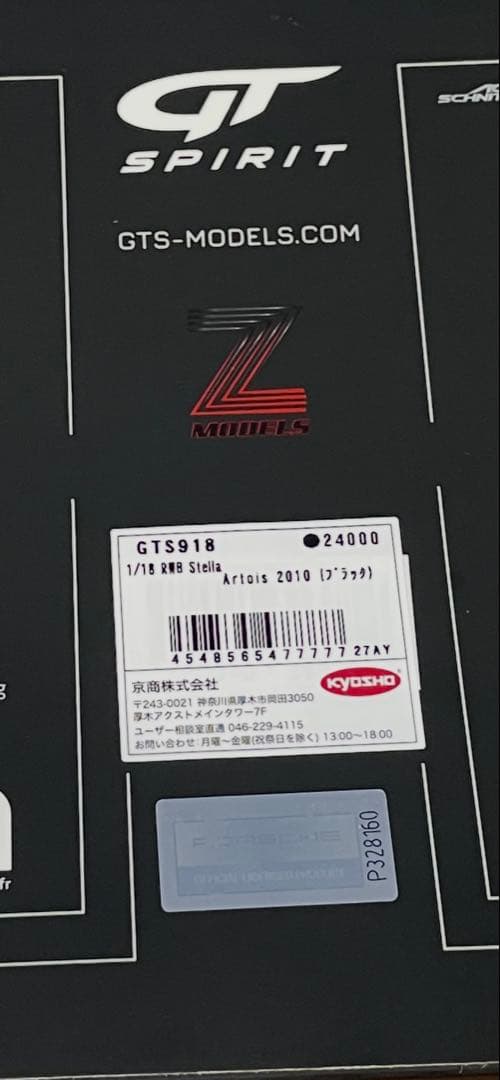 GT
SPIRIT
GTS-MODELS.COM
Z
MODELS
GTS918 ●24000
1/18 RWB Stella
Artois 2010 (ブラック)
4548565477777 27AY
京商株式会社 KYOSHO
〒243-0021 神奈川県厚木市岡田3050
厚木アクストメインタワー7F
ユーザー相談室直通 046-229-4115
お問い合わせ:月曜~金曜(祝祭日を除く) 13:00~18:00
P328160
fr